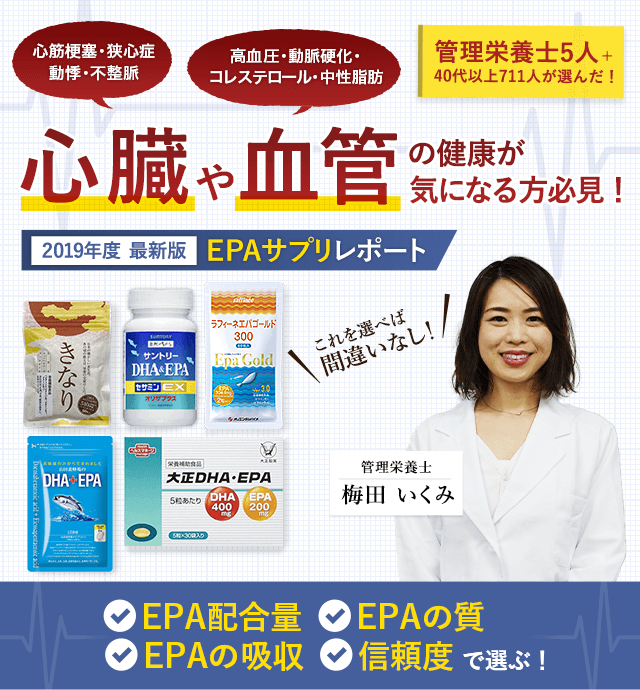 心筋梗塞・狭心症
動悸・不整脈
高血圧・動脈硬化・
コレステロール・中性脂肪
管理栄養士5人+
40代以上711人が選んだ！
心臓や血管の健康が
気になる方必見！
2019年度 最新版
EPAサプリレポート
これを選べば
間違いなし！
きなり
SUNTORY
サントリー
DHA&EPA
セサミンEX
オリザプラス
ラフィーネエパゴールド
300
Epa Gold
3.0
DHA+EPA
栄養補助食品
大正DHA・EPA
5粒あたり
DHA
400
mg
EPA
200
mg
5粒×30袋入り
管理栄養士
梅田 いくみ
EPA配合量
EPAの質
EPAの吸収
信頼度 で選ぶ！